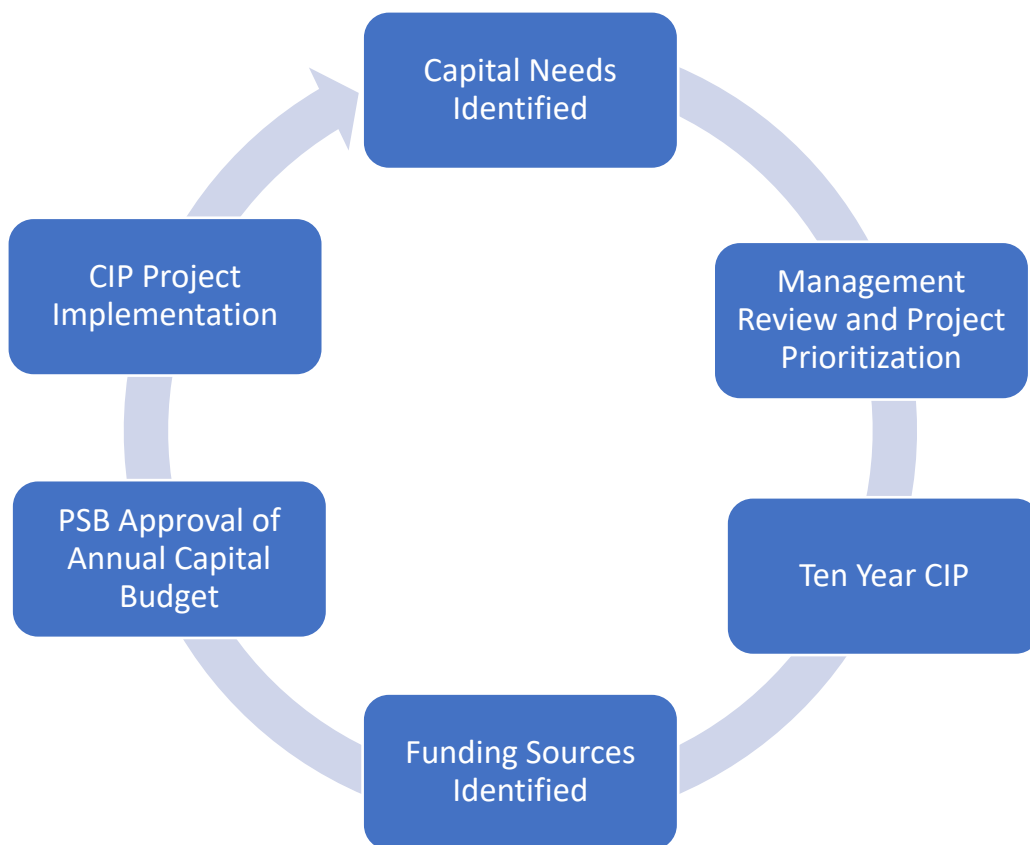 Capital Needs
Identified
Management
Review and Project
Prioritization
Ten Year CIP
Funding Sources
Identified
PSB Approval of
Annual Capital
Budget
CIP Project
Implementation